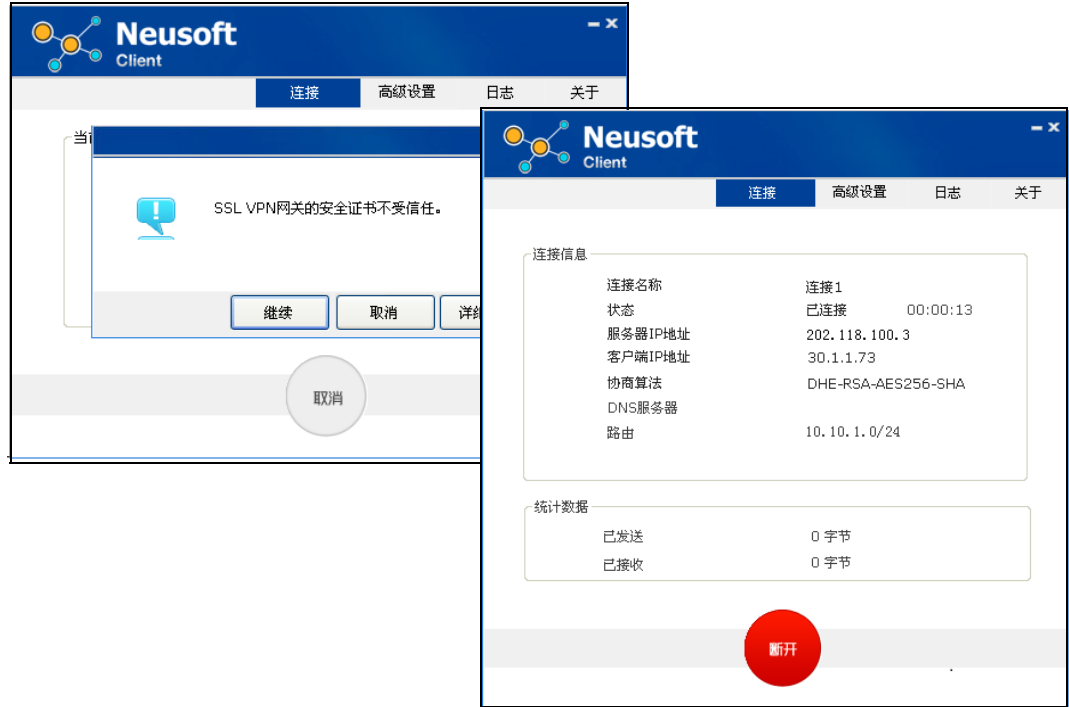 Neusoft
Client
连接 高级设置 日志 关于
SSL VPN网关的安全证书不受信任。
继续 取消
取消
Neusoft
Client
连接 高级设置 日志 关于
连接信息
连接名称 连接1
状态 已连接 00:00:13
服务器IP地址 202.118.100.3
客户端IP地址 30.1.1.73
协商算法 DHE-RSA-AES256-SHA
DNS服务器
路由 10.10.1.0/24
统计数据
已发送 0 字节
已接收 0 字节
断开